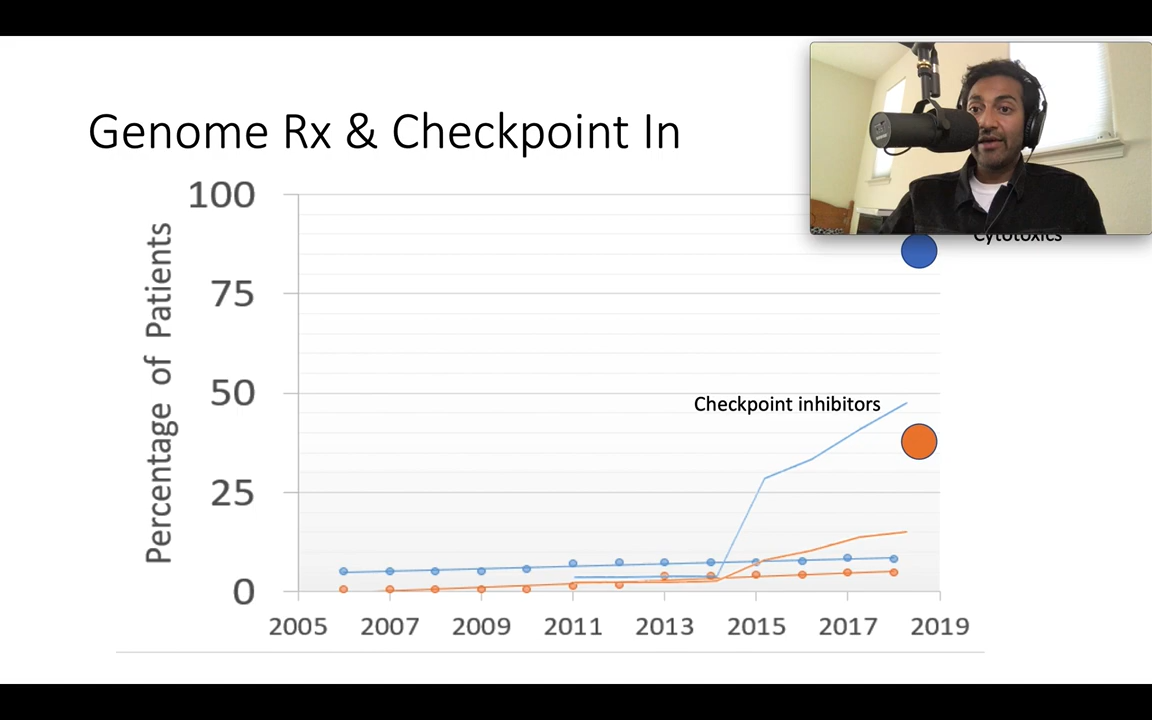 Genome Rx & Checkpoint In
100
Cytotoxics
Percentage of Patients
75
50
Checkpoint inhibitors
25
0
2005 2007 2009 2011 2013 2015 2017 2019